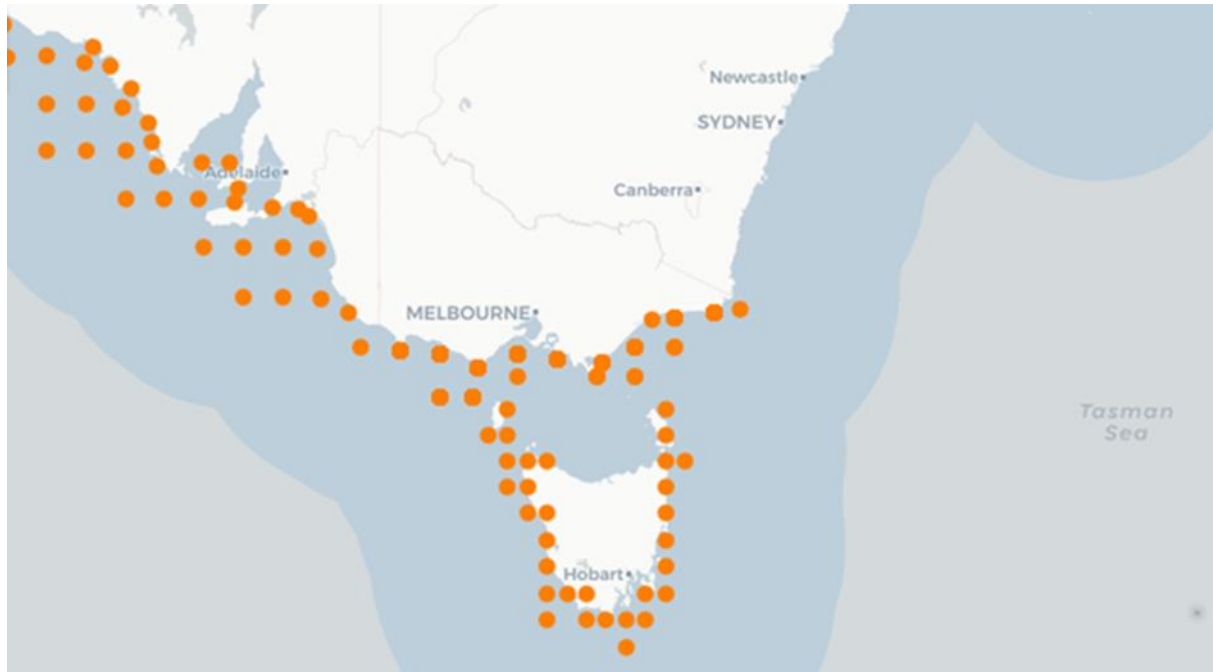 Newcastle
SYDNEY
Adelaide
Canberra
MELBOURNE
Tasman
Sea
Hobart